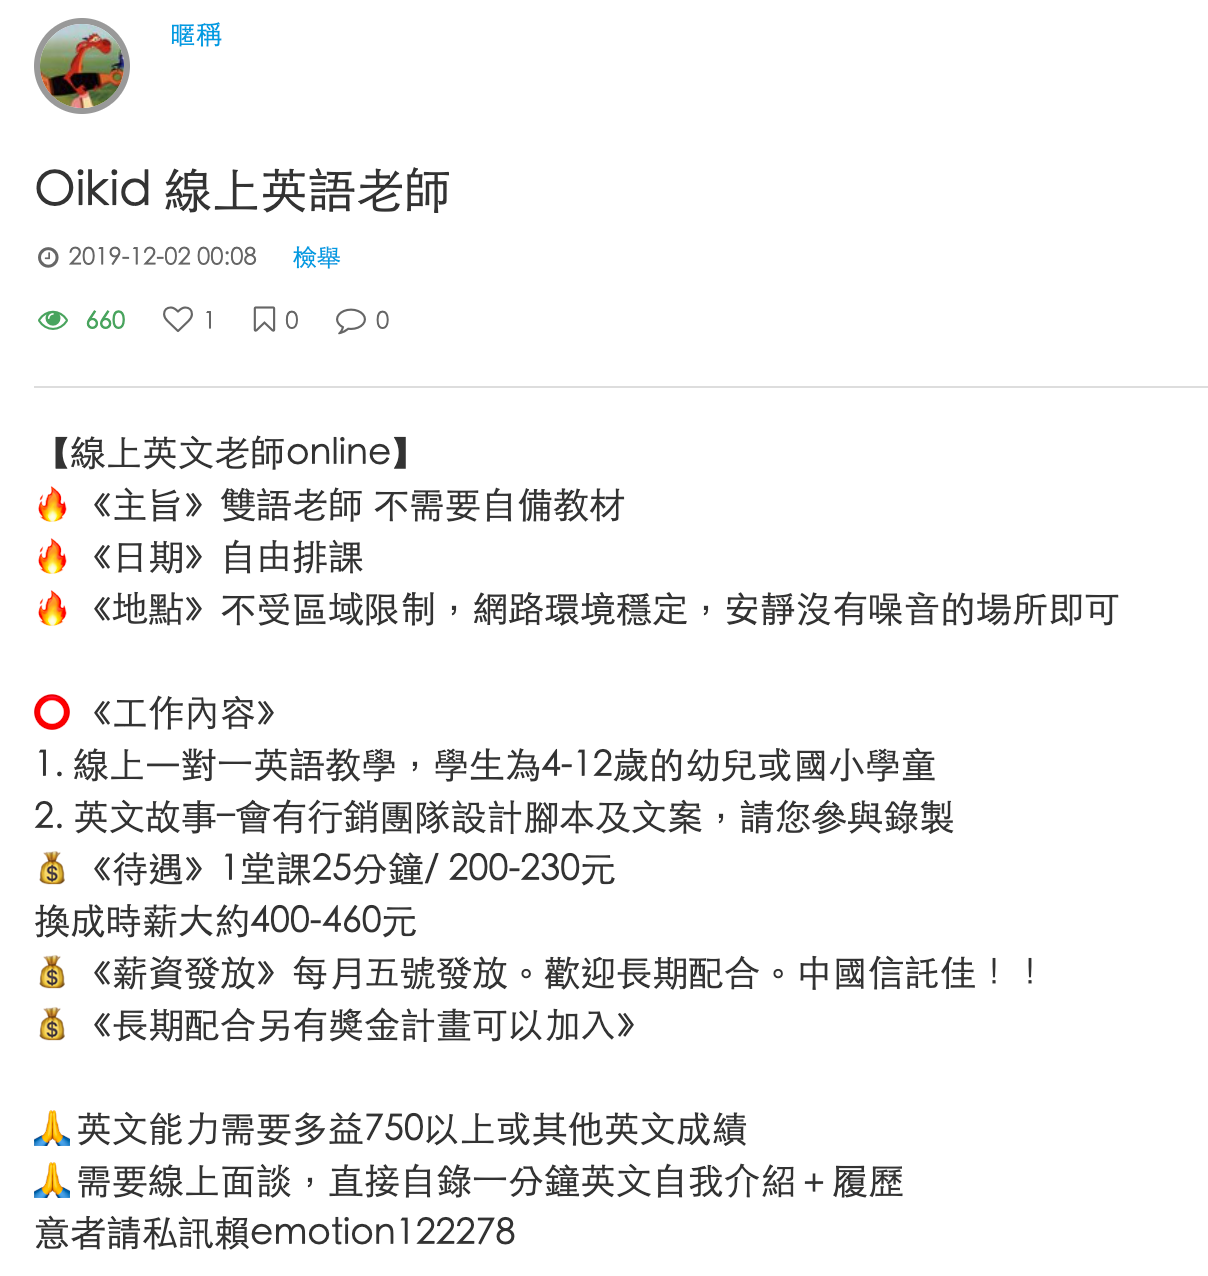 暱稱
Oikid 線上英語老師
2019-12-02 00:08 檢舉
660 1 0 0
【線上英文老師online】
🔥《主旨》雙語老師 不需要自備教材
🔥《日期》自由排課
🔥《地點》不受區域限制，網路環境穩定，安靜沒有噪音的場所即可
⭕《工作內容》
1. 線上一對一英語教學，學生為4-12歲的幼兒或國小學童
2. 英文故事–會有行銷團隊設計腳本及文案，請您參與錄製
💰《待遇》1堂課25分鐘/ 200-230元
換成時薪大約400-460元
💰《薪資發放》每月五號發放。歡迎長期配合。中國信託佳！！
💰《長期配合另有獎金計畫可以加入》
🙏英文能力需要多益750以上或其他英文成績
🙏需要線上面談，直接自錄一分鐘英文自我介紹＋履歷
意者請私訊賴emotion122278